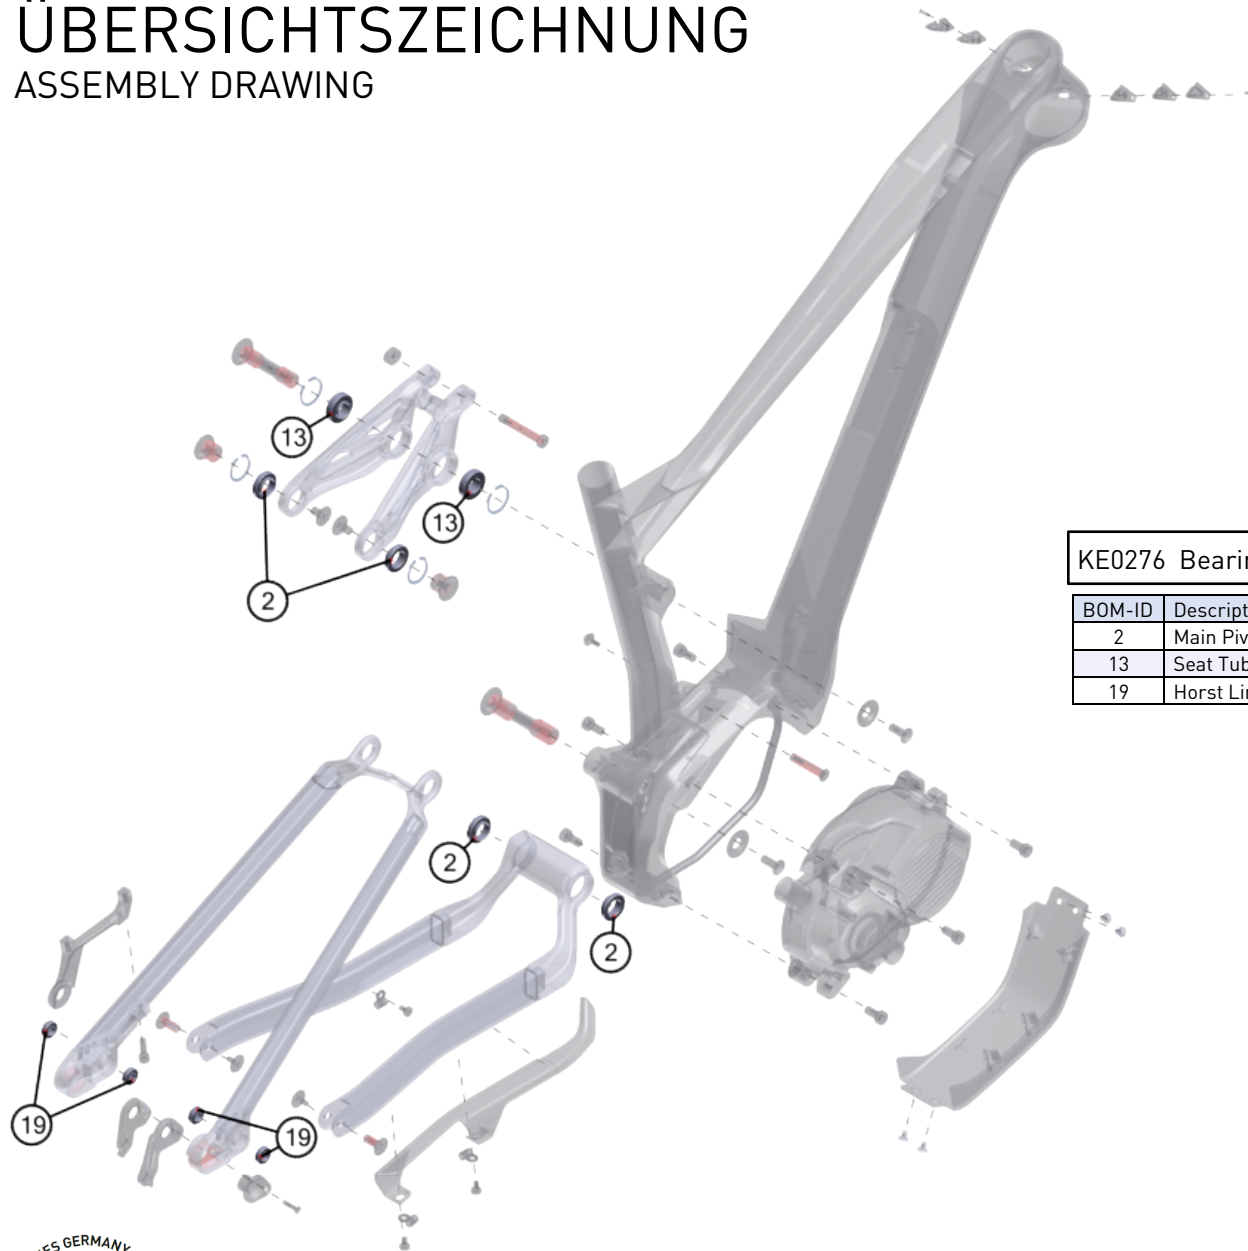 ÜBERSICHTSZEICHNUNG
ASSEMBLY DRAWING
13
13
2
KE0276 Bearin
BOM-ID Descript
2 Main Piv
13 Seat Tub
19 Horst Lin
2
2
19
19
ES GERMANY